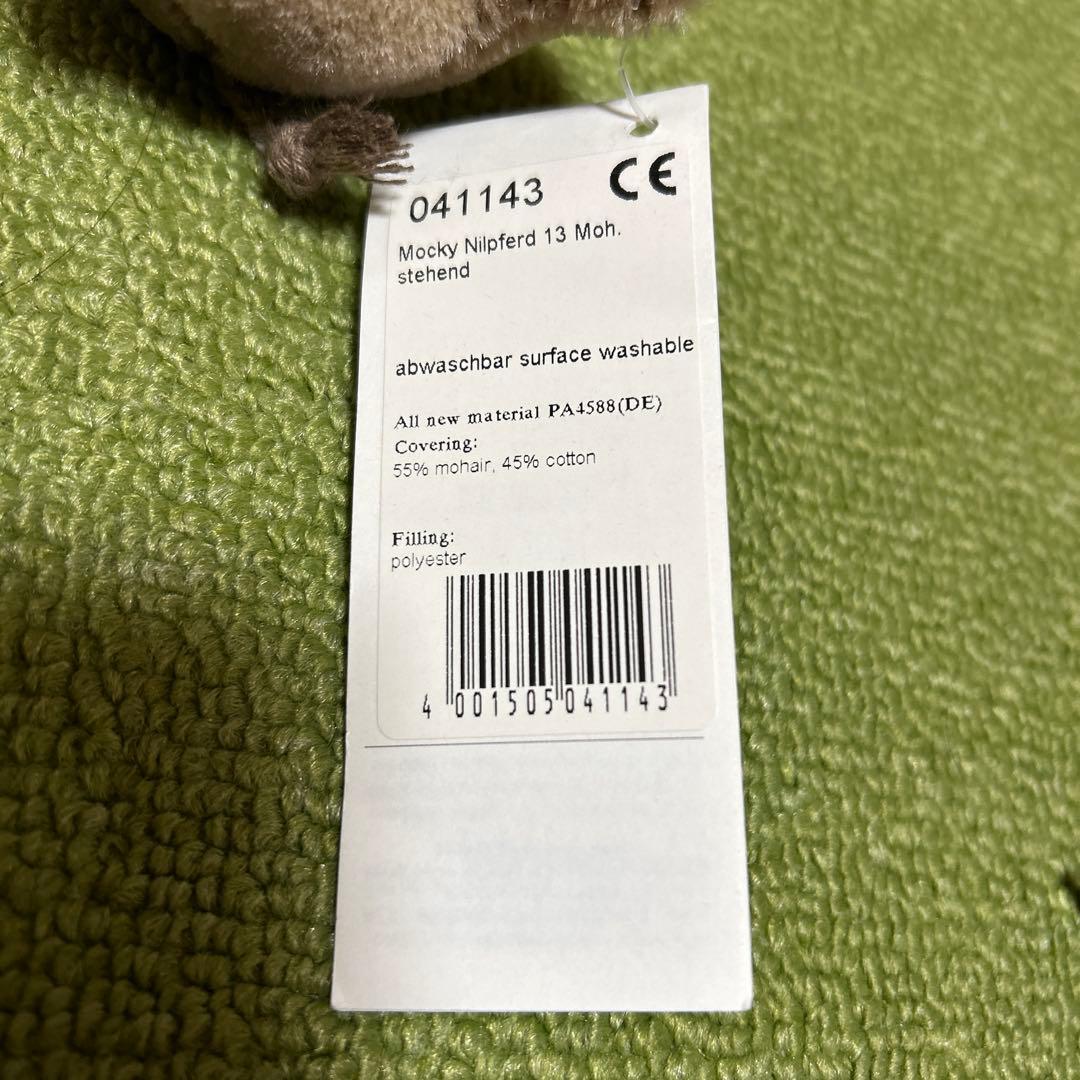 041143 CE
Mocky Nilpferd 13 Moh.
stehend
abwaschbar surface washable
All new material PA4588(DE)
Covering:
55% mohair, 45% cotton
Filling:
polyester
4 001505 041143